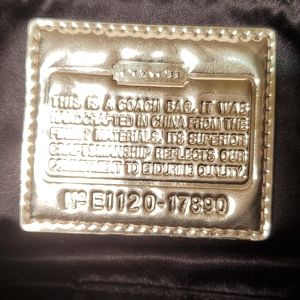 COACH
THIS IS A COACH BAG. IT WAS
HANDCRAFTED IN CHINA FROM THE
FINEST MATERIALS. ITS SUPERIOR
CRAFTSMANSHIP REFLECTS OUR
COMMITMENT TO ENDURING QUALITY.
Nº E1120-17890